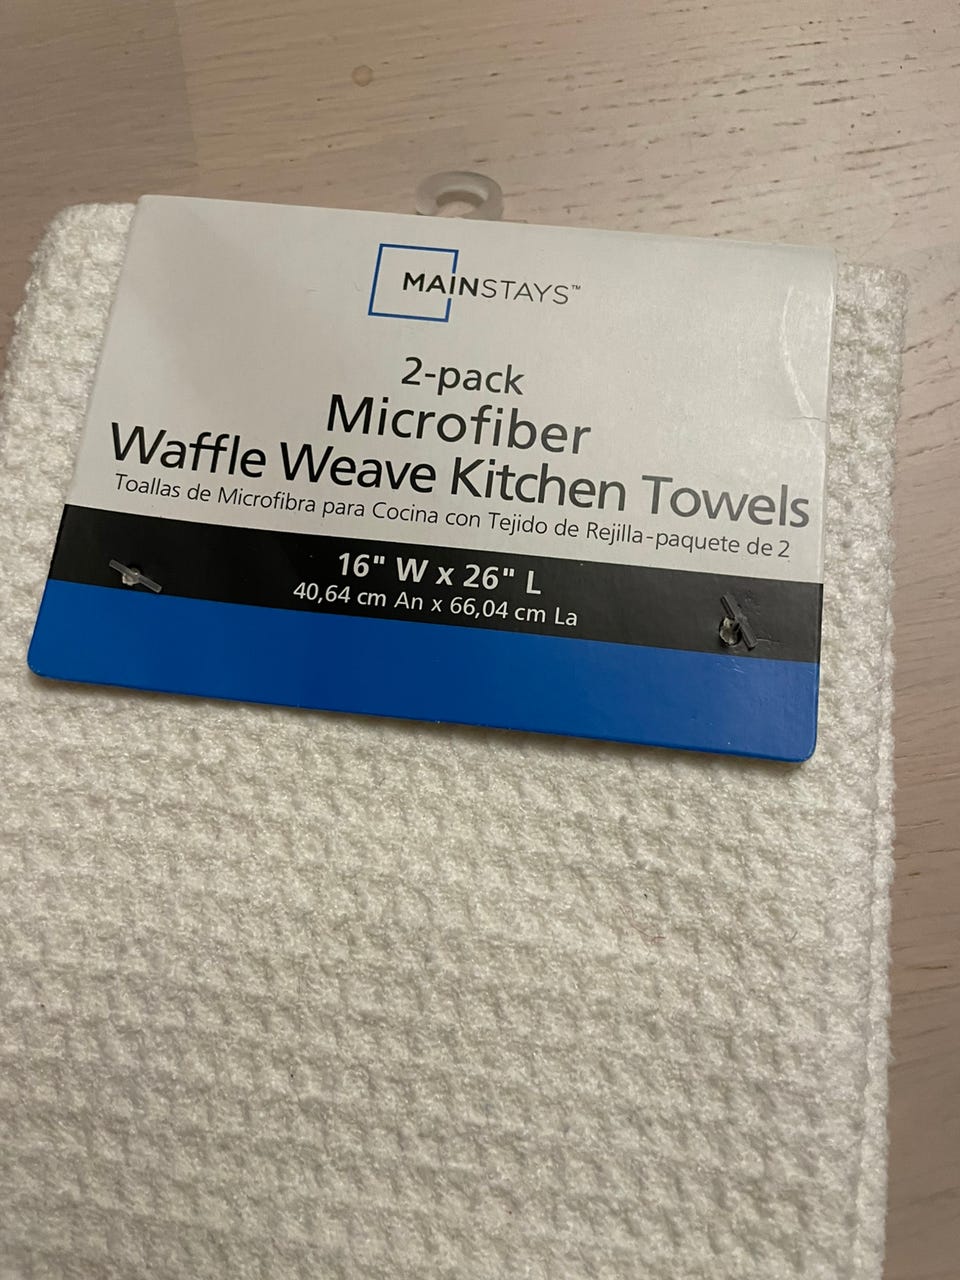 MAINSTAYS™
2-pack
Microfiber
Waffle Weave Kitchen Towels
Toallas de Microfibra para Cocina con Tejido de Rejilla-paquete de 2
16" W x 26" L
40,64 cm An x 66,04 cm La